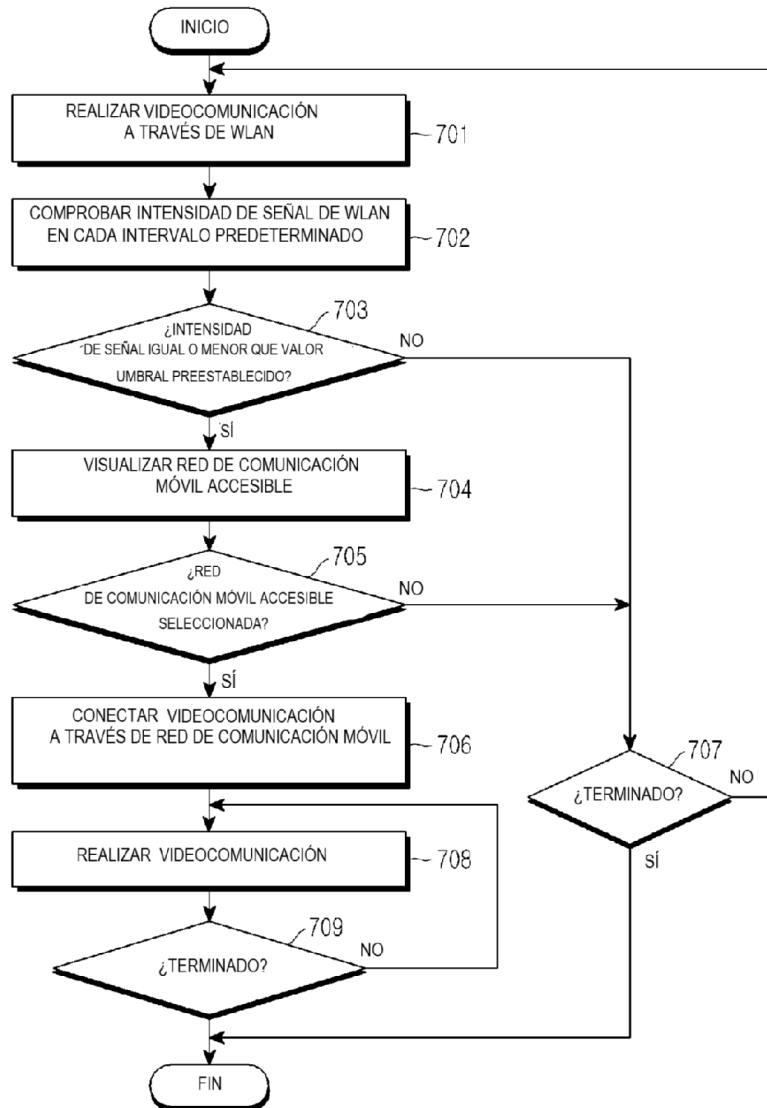 INICIO
REALIZAR VIDEOCOMUNICACIÓN
A TRAVÉS DE WLAN
701
COMPROBAR INTENSIDAD DE SEÑAL DE WLAN
EN CADA INTERVALO PREDETERMINADO
702
703
¿INTENSIDAD
DE SEÑAL IGUAL O MENOR QUE VALOR
UMBRAL PREESTABLECIDO?
NO
SÍ
VISUALIZAR RED DE COMUNICACIÓN
MÓVIL ACCESIBLE
704
705
¿RED
DE COMUNICACIÓN MÓVIL ACCESIBLE
SELECCIONADA?
NO
SÍ
CONECTAR VIDEOCOMUNICACIÓN
A TRAVÉS DE RED DE COMUNICACIÓN MÓVIL
706
707
¿TERMINADO?
NO
SÍ
REALIZAR VIDEOCOMUNICACIÓN
708
709
¿TERMINADO?
NO
FIN